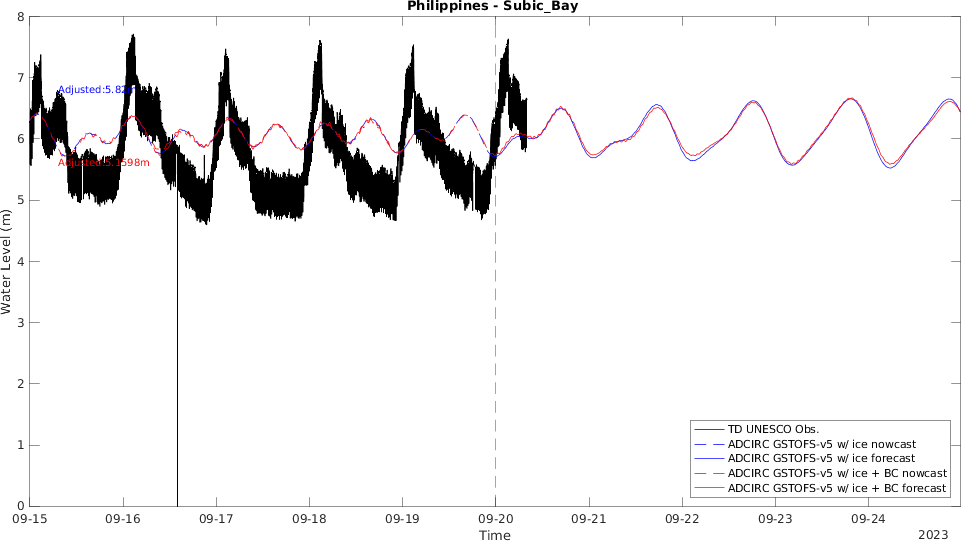 Philippines - Subic_Bay
8
7
6
5
4
3
2
1
0
Water Level (m)
Adjusted:5.82
Adjusted:5.1598m
TD UNESCO Obs.
ADCIRC GSTOFS-v5 w/ ice nowcast
ADCIRC GSTOFS-v5 w/ ice forecast
ADCIRC GSTOFS-v5 w/ ice + BC nowcast
ADCIRC GSTOFS-v5 w/ ice + BC forecast
09-15 09-16 09-17 09-18 09-19 09-20 09-21 09-22 09-23 09-24
Time
2023